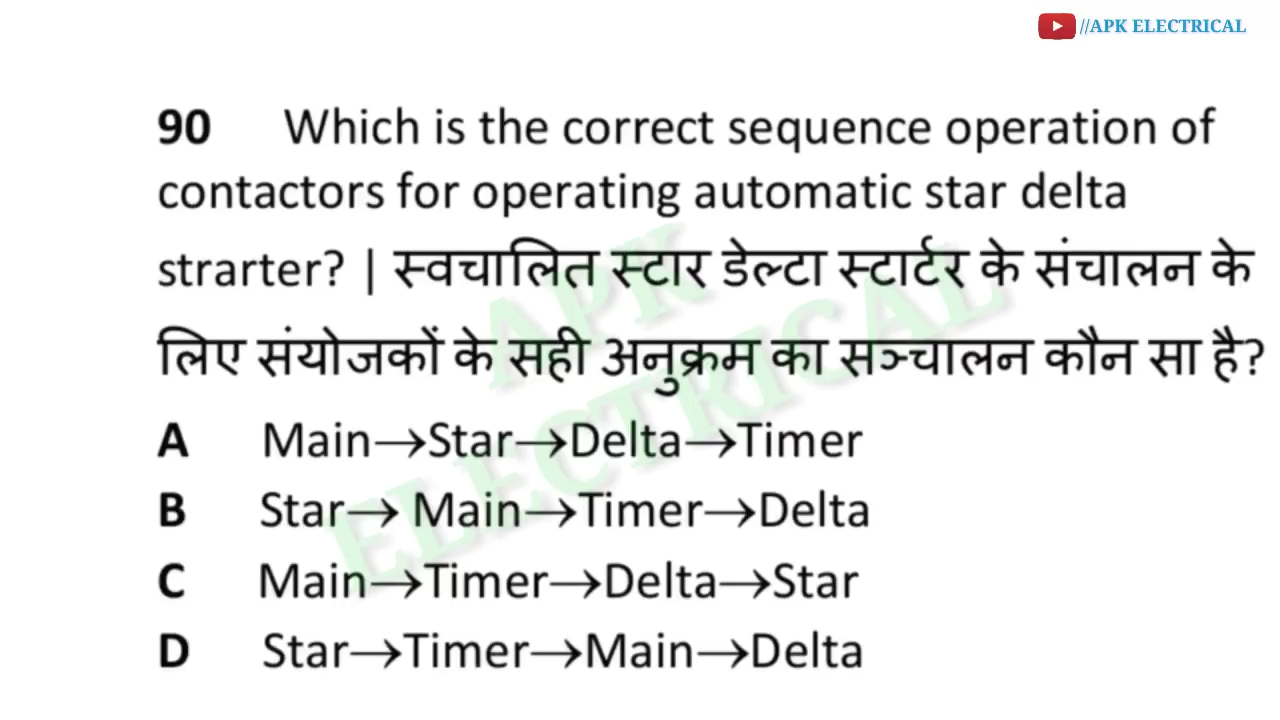 //APK ELECTRICAL
90 Which is the correct sequence operation of
contactors for operating automatic star delta
strarter? | स्वचालित स्टार डेल्टा स्टार्टर के संचालन के
लिए संयोजकों के सही अनुक्रम का सञ्चालन कौन सा है?
A Main→Star→Delta→Timer
B Star→ Main→Timer→Delta
C Main→Timer→Delta→Star
D Star→Timer→Main→Delta
APK
ELECTRICAL